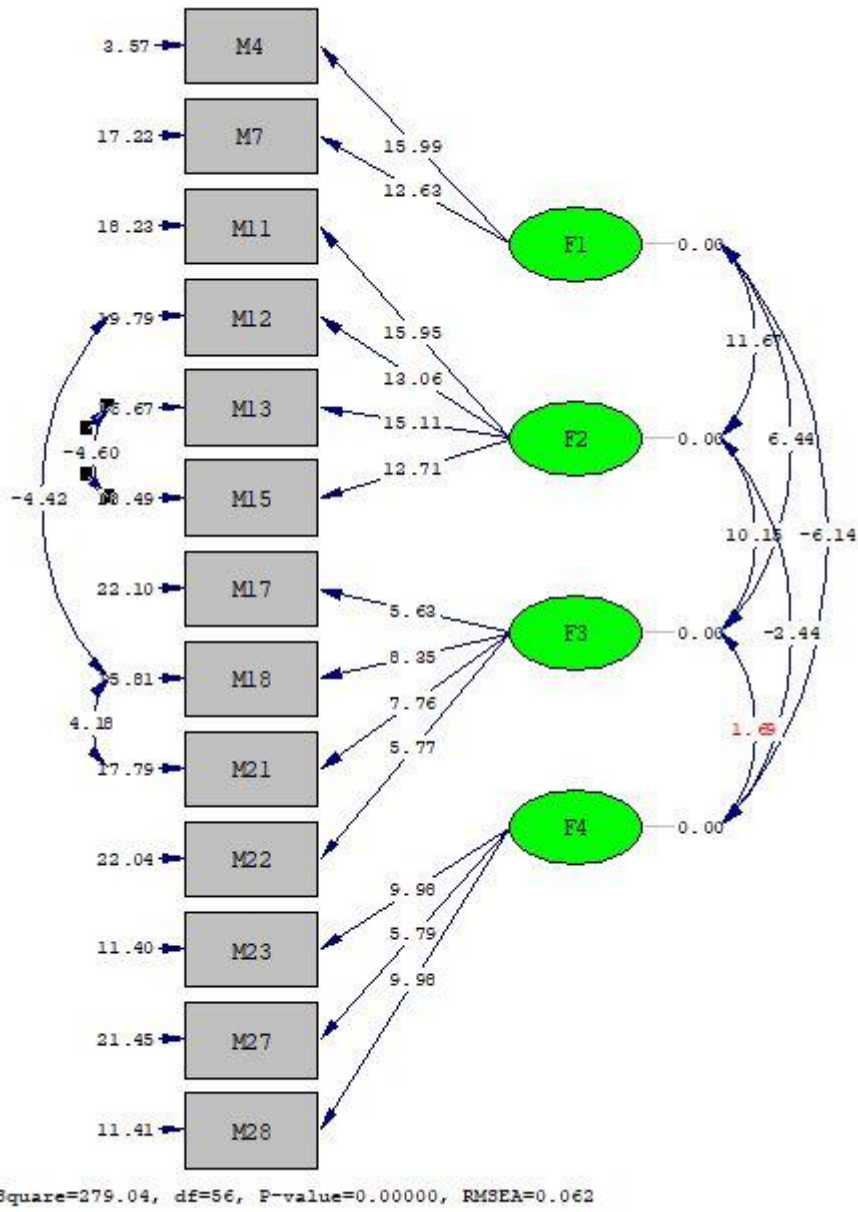 3.57 M4
15.99
17.22 M7
12.63
18.23 M11
F1 0.00
19.79 M12
15.95
11.67
13.06
M13
15.11
F2 0.00 6.44
-4.60
12.71
-4.42 M15
10.15 -6.14
22.10 M17
5.63
F3 0.00 -2.44
8.35
15.81 M18
7.76
4.18
1.69
5.77
17.79 M21
F4 0.00
22.04 M22
9.98
5.79
11.40 M23
9.98
21.45 M27
11.41 M28
Square=279.04, df=56, P-value=0.00000, RMSEA=0.062